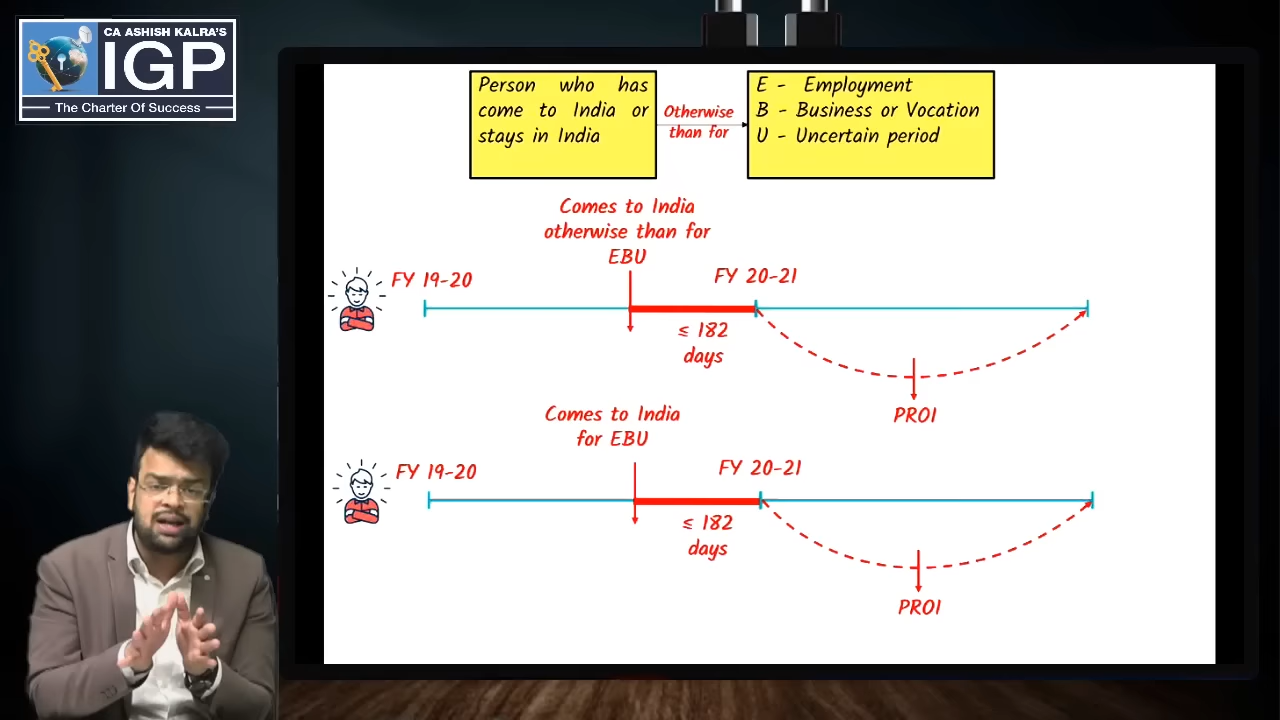 CA ASHISH KALRA'S
IGP
The Charter Of Success
Person who has
come to India or
stays in India
Otherwise
than for
E - Employment
B - Business or Vocation
U - Uncertain period
Comes to India
otherwise than for
EBU
FY 19-20
FY 20-21
≤ 182
days
PROI
Comes to India
for EBU
FY 19-20
FY 20-21
≤ 182
days
PROI